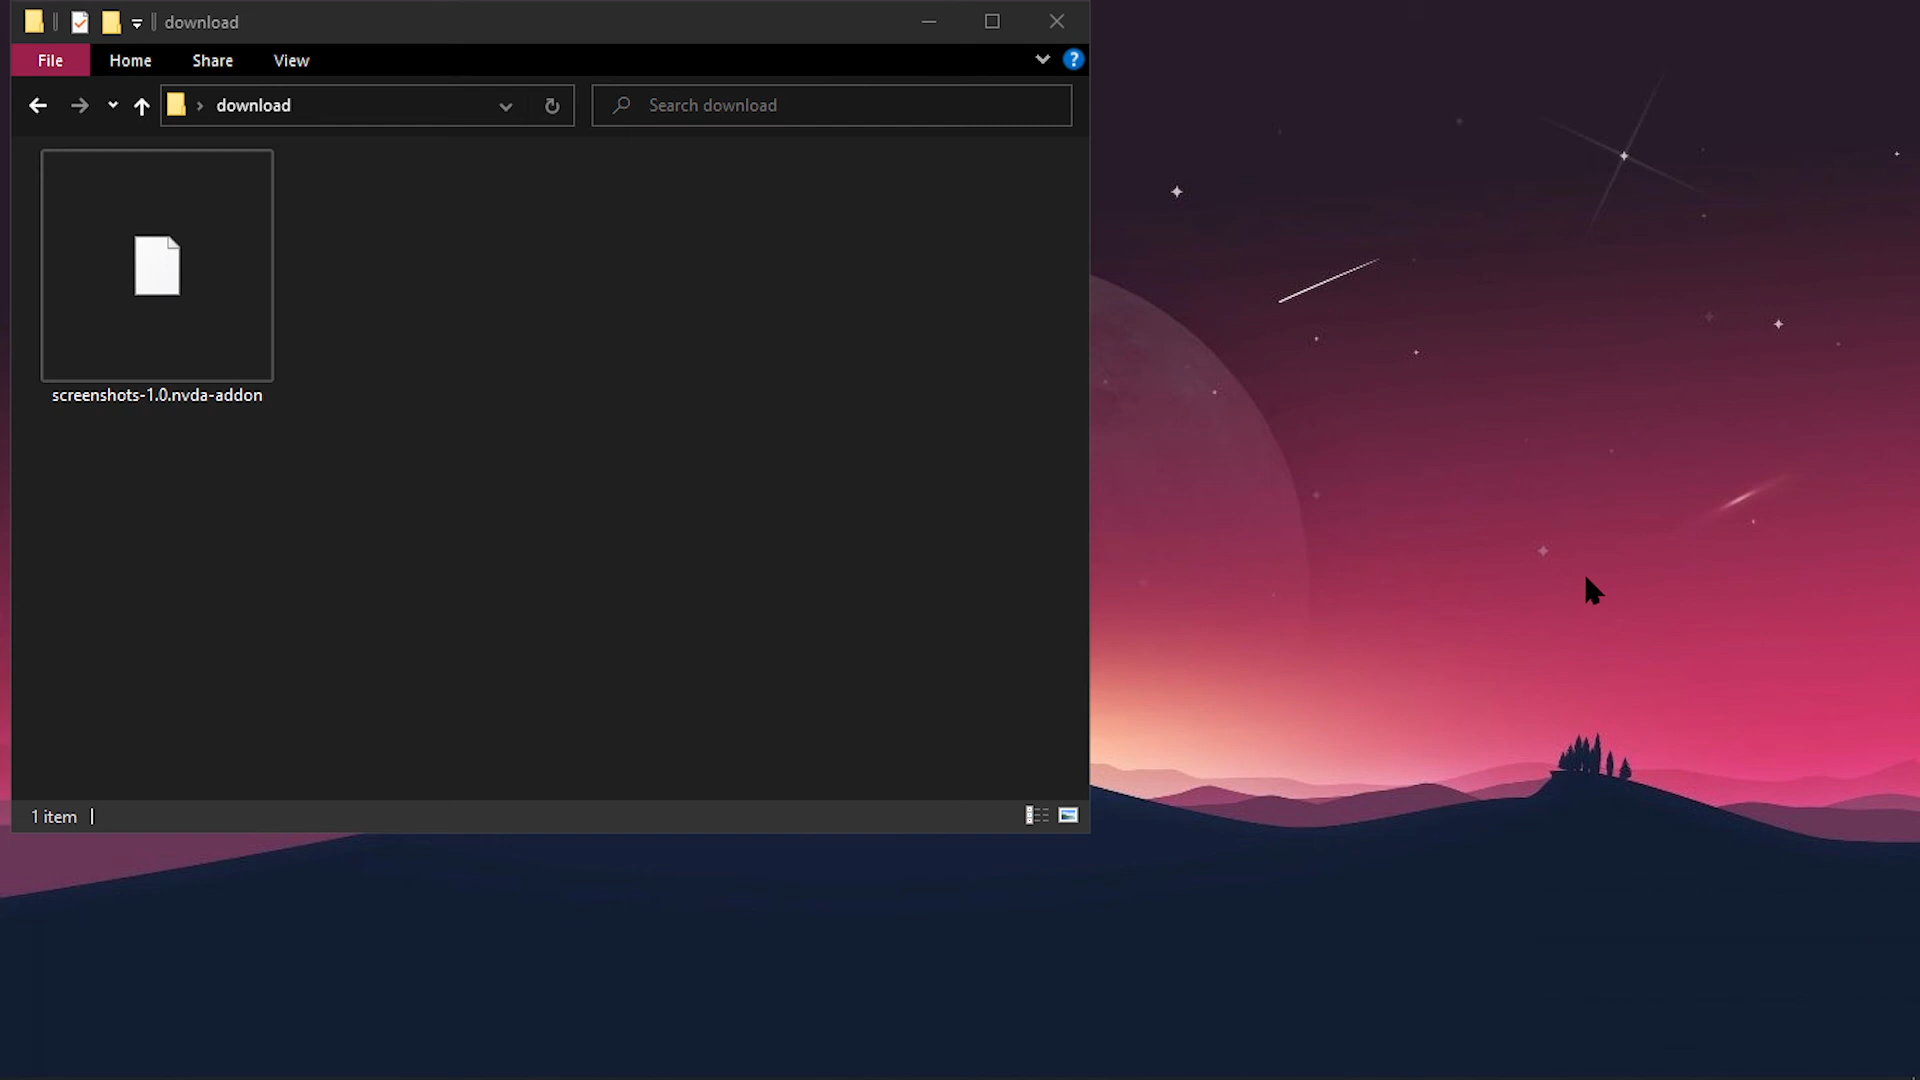 download
File Home Share View
?
download
Search download
screenshots-1.0.nvda-addon
1 item